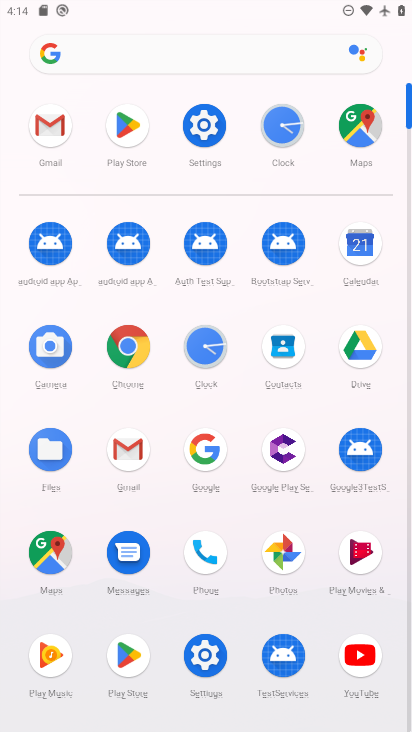 4:14
Gmail Play Store Settings Clock Maps
android app Ap.. android app A.. Auth Test Sup.. Bootstrap Serv.. Calendar
Camera Chrome Clock Contacts Drive
Files Gmail Google Google Play Se.. Google3TestS..
Maps Messages Phone Photos Play Movies & ..
Play Music Play Store Settings TestServices YouTube
21